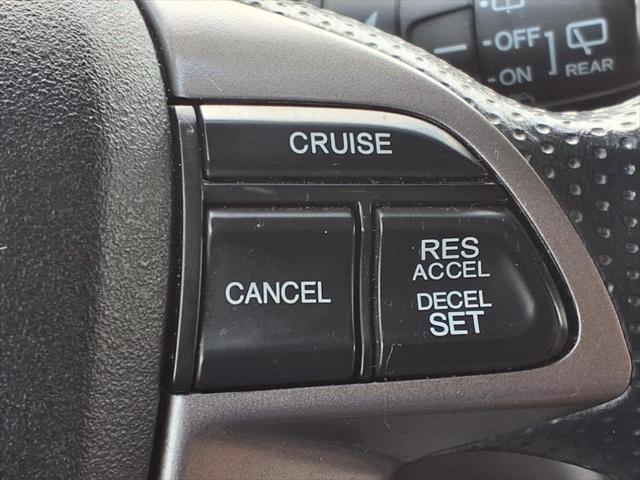 OFF
ON
REAR
CRUISE
CANCEL
RES
ACCEL
DECEL
SET